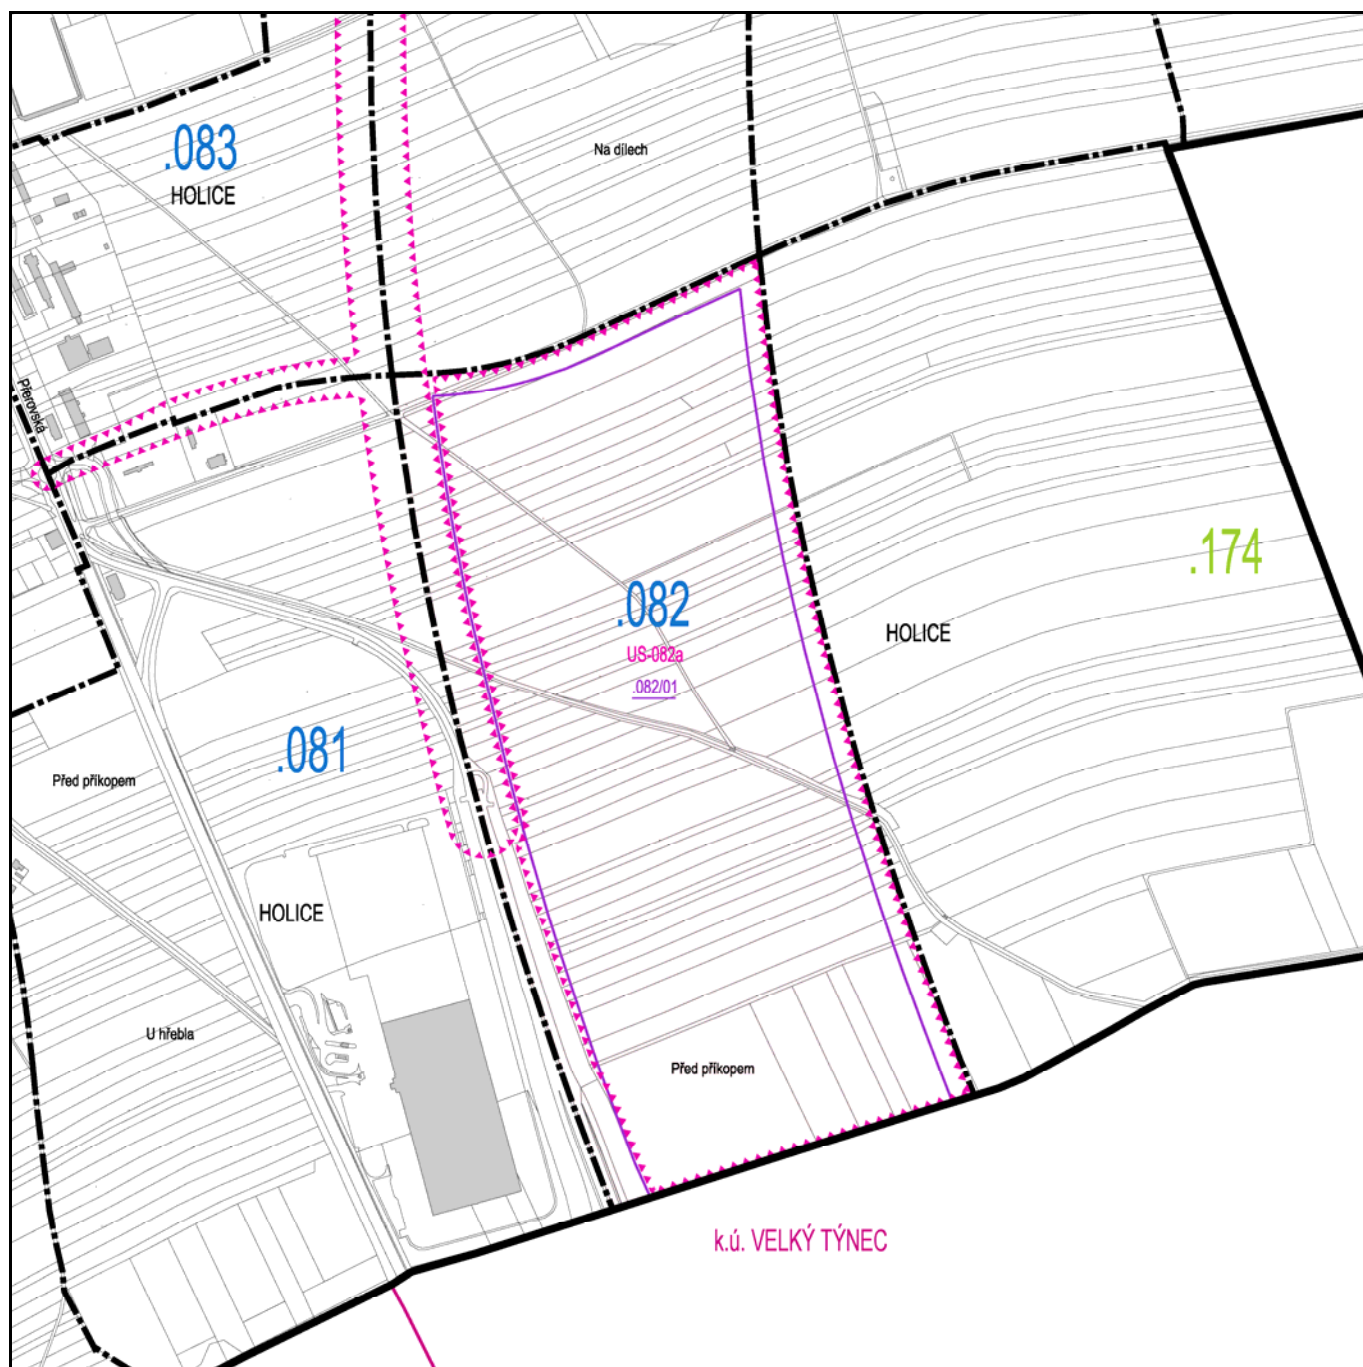 .083
HOLICE
Na dílech
Přerovská
.174
.082
US-082a
.082/01
HOLICE
.081
Před příkopem
HOLICE
U hřebla
Před příkopem
k.ú. VELKÝ TÝNEC